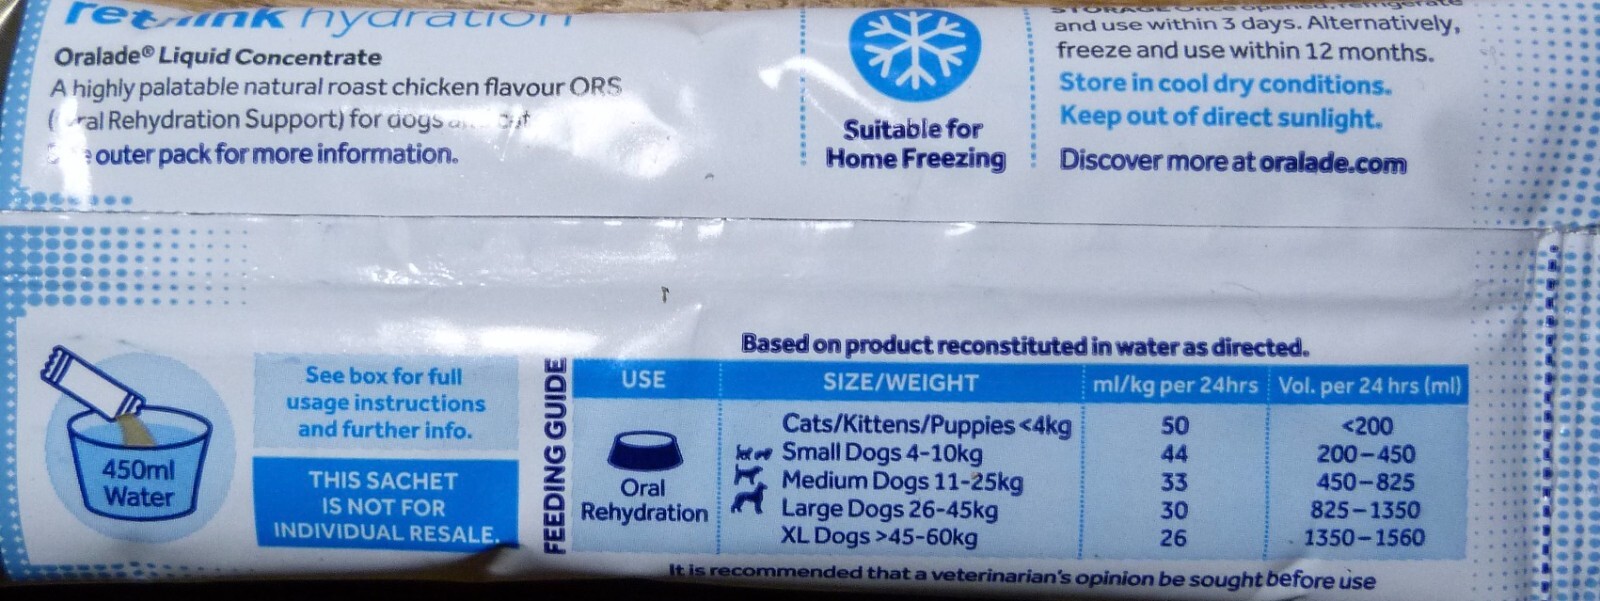 hydration
Oralade® Liquid Concentrate
A highly palatable natural roast chicken flavour ORS
Rehydration Support) for dogs
outer pack for more information.
Suitable for
Home Freezing
STORAGE Once opened, refrigerate
and use within 3 days. Alternatively,
freeze and use within 12 months.
Store in cool dry conditions.
Keep out of direct sunlight.
Discover more at oralade.com
450ml
Water
See box for full
usage instructions
and further info.
THIS SACHET
IS NOT FOR
INDIVIDUAL RESALE.
FEEDING GUIDE
Based on product reconstituted in water as directed.
USE SIZE/WEIGHT ml/kg per 24hrs Vol. per 24 hrs (ml)
Oral
Rehydration
Cats/Kittens/Puppies <4kg 50 <200
Small Dogs 4-10kg 44 200-450
Medium Dogs 11-25kg 33 450-825
Large Dogs 26-45kg 30 825-1350
XL Dogs >45-60kg 26 1350-1560
It is recommended that a veterinarian's opinion be sought before use